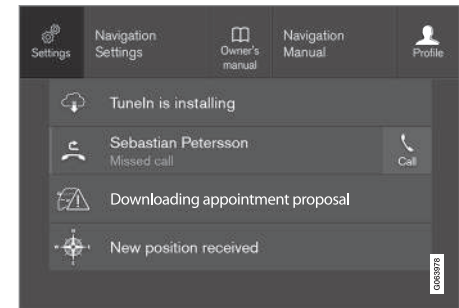 Settings
Navigation
Settings
Owner's
manual
Navigation
Manual
Profile
TuneIn is installing
Sebastian Petersson
Missed call
Call
Downloading appointment proposal
New position received
G063978